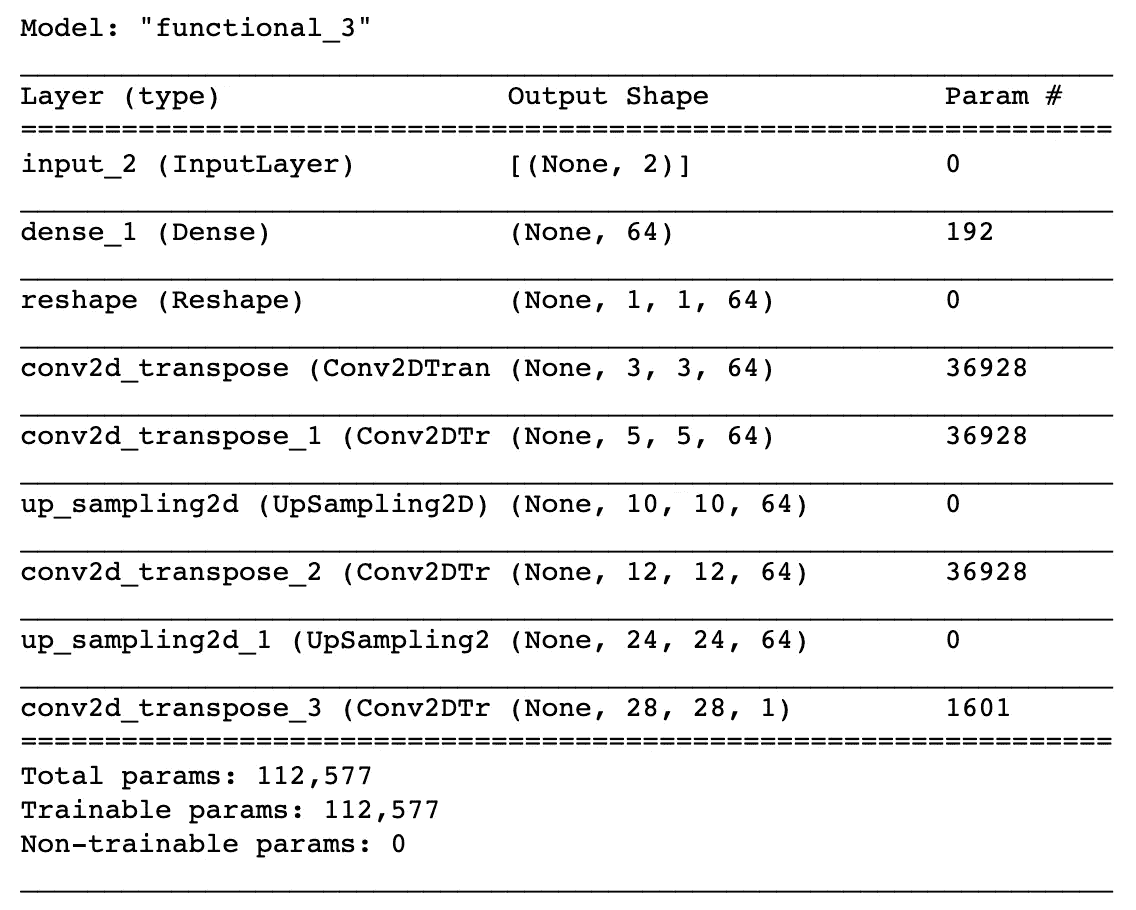 Model: "functional_3"
Layer (type) Output Shape Param #
input_2 (InputLayer) [(None, 2)] 0
dense_1 (Dense) (None, 64) 192
reshape (Reshape) (None, 1, 1, 64) 0
conv2d_transpose (Conv2DTran (None, 3, 3, 64) 36928
conv2d_transpose_1 (Conv2DTr (None, 5, 5, 64) 36928
up_sampling2d (UpSampling2D) (None, 10, 10, 64) 0
conv2d_transpose_2 (Conv2DTr (None, 12, 12, 64) 36928
up_sampling2d_1 (UpSampling2 (None, 24, 24, 64) 0
conv2d_transpose_3 (Conv2DTr (None, 28, 28, 1) 1601
Total params: 112,577
Trainable params: 112,577
Non-trainable params: 0